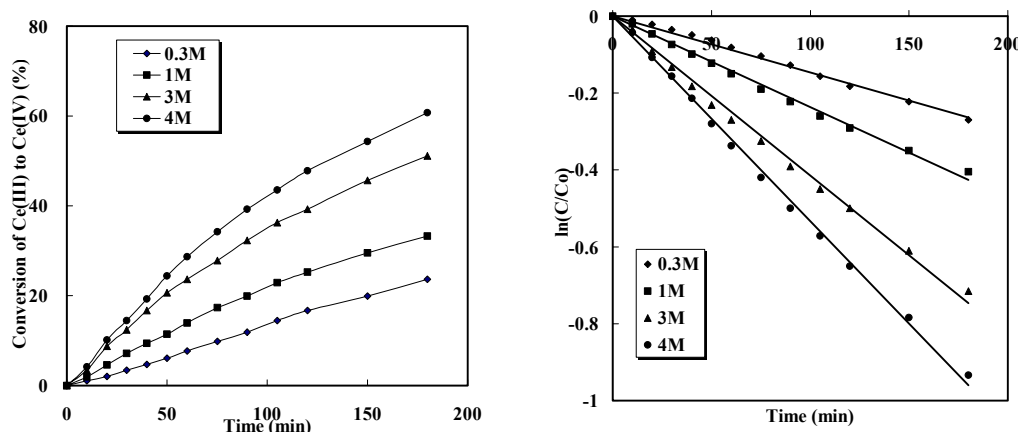 Conversion of Ce(III) to Ce(IV) (%)
80
60
40
20
0
0.3M
1M
3M
4M
0 50 100 150 200
Time (min)
ln(C/Co)
0
-0.2
-0.4
-0.6
-0.8
-1
0 50 100 150 200
0.3M
1M
3M
4M
Time (min)